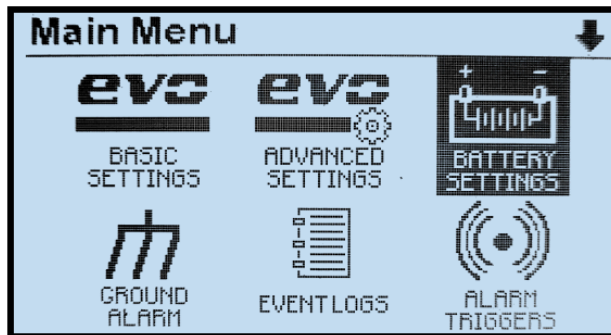 Main Menu
evo
evo
BASIC
SETTINGS
ADVANCED
SETTINGS
BATTERY
SETTINGS
GROUND
ALARM
EVENT LOGS
ALARM
TRIGGERS